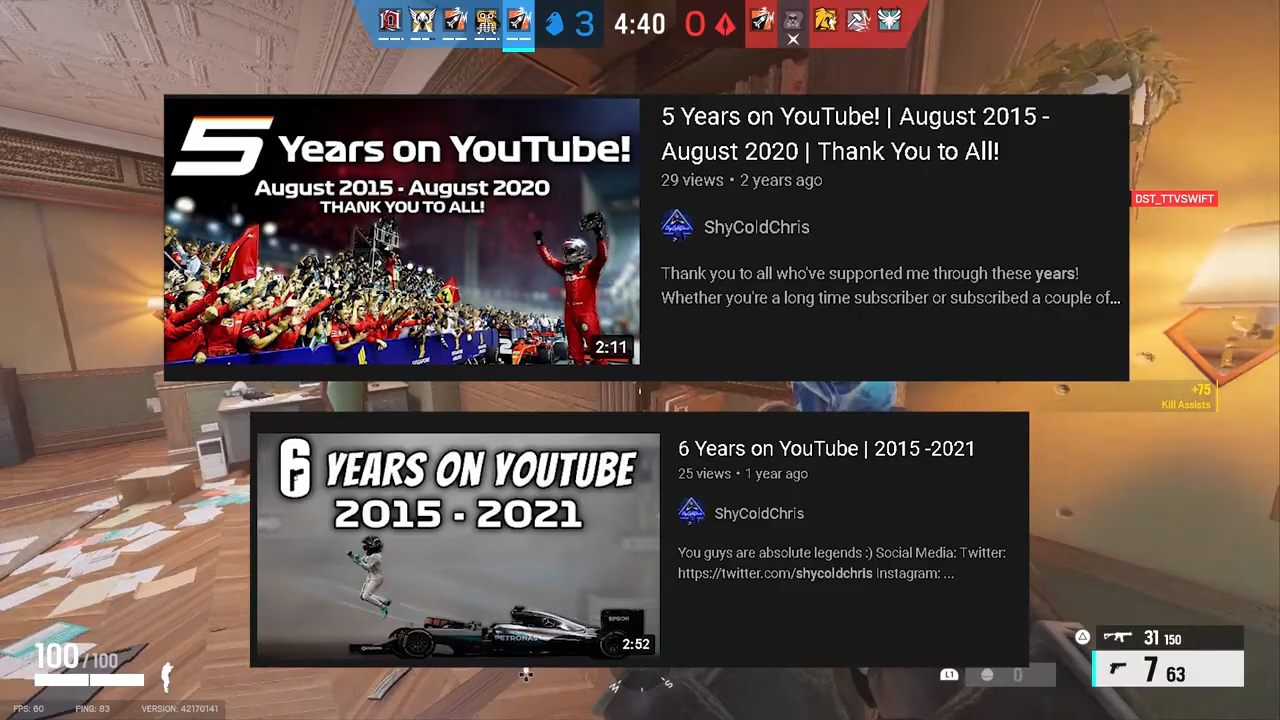 3 4:40 0
5 Years on YouTube!
August 2015 - August 2020
THANK YOU TO ALL!
2:11
5 Years on YouTube! | August 2015 -
August 2020 | Thank You to All!
29 views • 2 years ago
ShyColdChris
Thank you to all who've supported me through these years!
Whether you're a long time subscriber or subscribed a couple of...
DST_TTVSWIFT
+75
Kill Assists
6 YEARS ON YOUTUBE
2015 - 2021
EPSON
PETRONAS
2:52
6 Years on YouTube | 2015 -2021
25 views • 1 year ago
ShyColdChris
You guys are absolute legends :) Social Media: Twitter:
https://twitter.com/shycoldchris Instagram: ...
100/100
31 150
7 63
L1 0
W S
FPS: 60 PING: 83 VERSION: 42170141